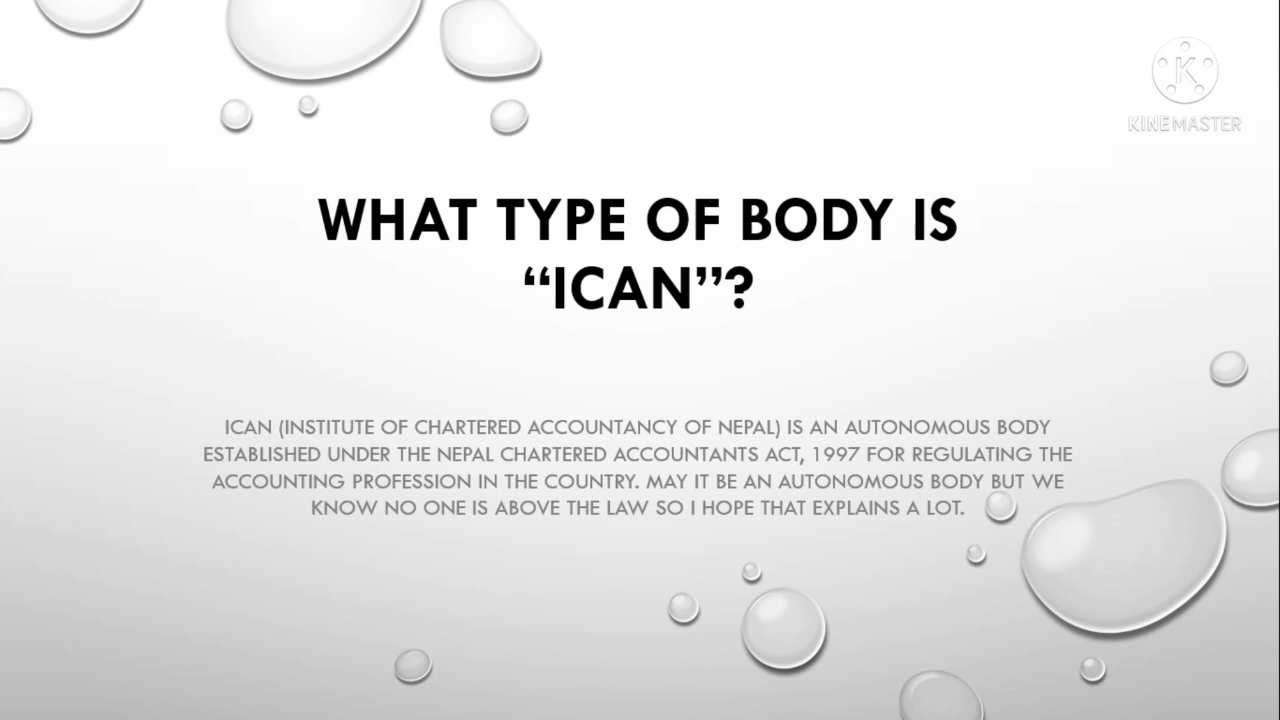 K
KINEMASTER
WHAT TYPE OF BODY IS
“ICAN”?
ICAN (INSTITUTE OF CHARTERED ACCOUNTANCY OF NEPAL) IS AN AUTONOMOUS BODY
ESTABLISHED UNDER THE NEPAL CHARTERED ACCOUNTANTS ACT, 1997 FOR REGULATING THE
ACCOUNTING PROFESSION IN THE COUNTRY. MAY IT BE AN AUTONOMOUS BODY BUT WE
KNOW NO ONE IS ABOVE THE LAW SO I HOPE THAT EXPLAINS A LOT.